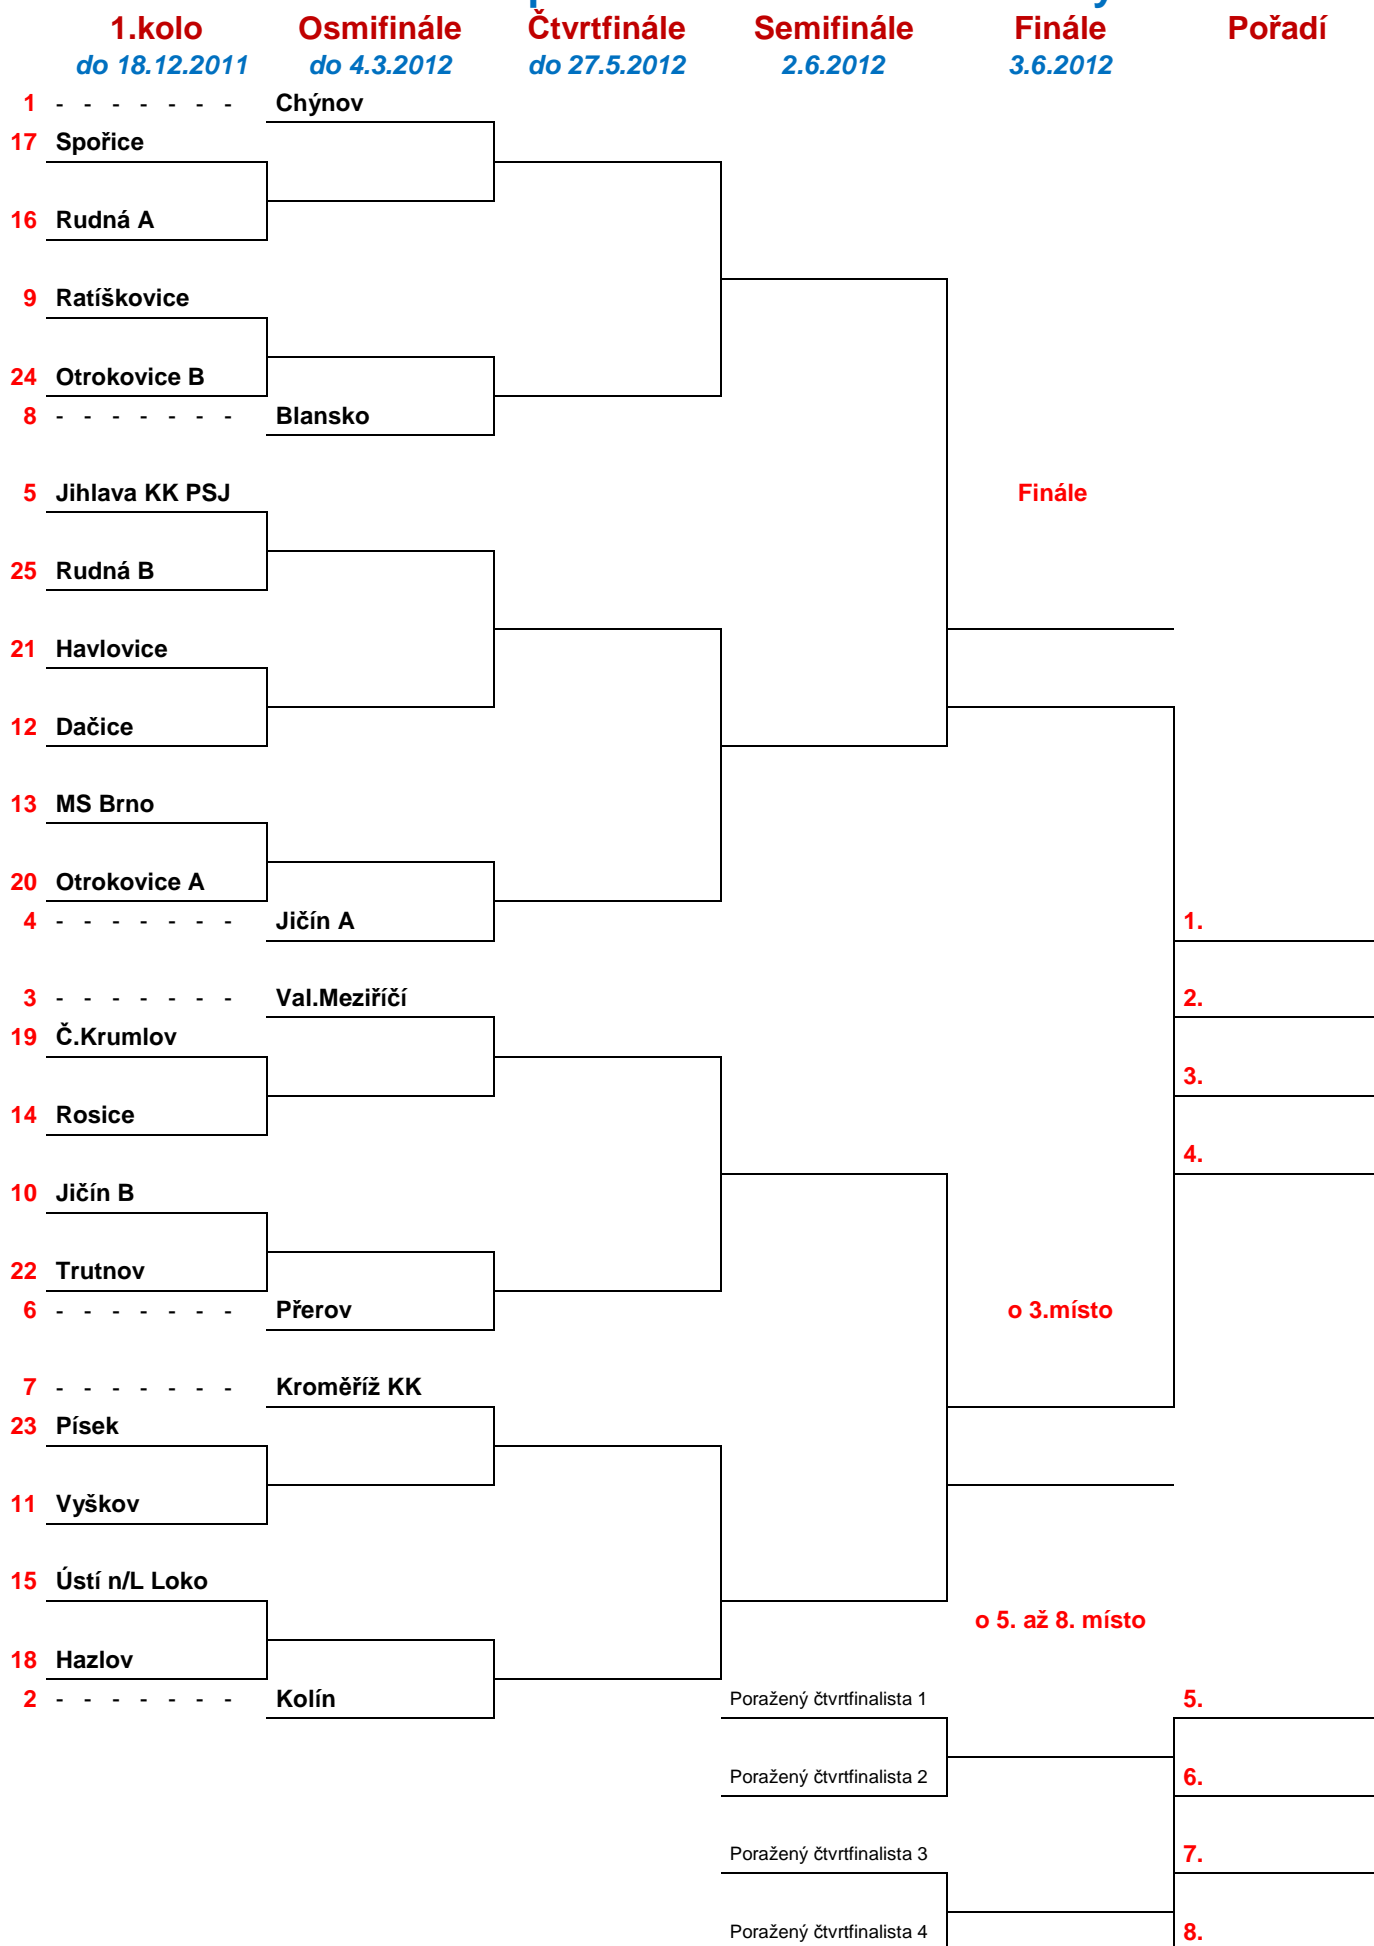 1.kolo Osmifinále Čtvrtfinále Semifinále Finále Pořadí
do 18.12.2011 do 4.3.2012 do 27.5.2012 2.6.2012 3.6.2012
1 - - - - - - - Chýnov
17 Spořice
16 Rudná A
9 Ratíškovice
24 Otrokovice B
8 - - - - - - - Blansko
5 Jihlava KK PSJ Finále
25 Rudná B
21 Havlovice
12 Dačice
13 MS Brno
20 Otrokovice A
4 - - - - - - - Jičín A 1.
3 - - - - - - - Val.Meziříčí 2.
19 Č.Krumlov
3.
14 Rosice
4.
10 Jičín B
22 Trutnov
6 - - - - - - - Přerov o 3.místo
7 - - - - - - - Kroměříž KK
23 Písek
11 Vyškov
15 Ústí n/L Loko
o 5. až 8. místo
18 Hazlov
2 - - - - - - - Kolín Poražený čtvrtfinalista 1 5.
Poražený čtvrtfinalista 2 6.
Poražený čtvrtfinalista 3 7.
Poražený čtvrtfinalista 4 8.